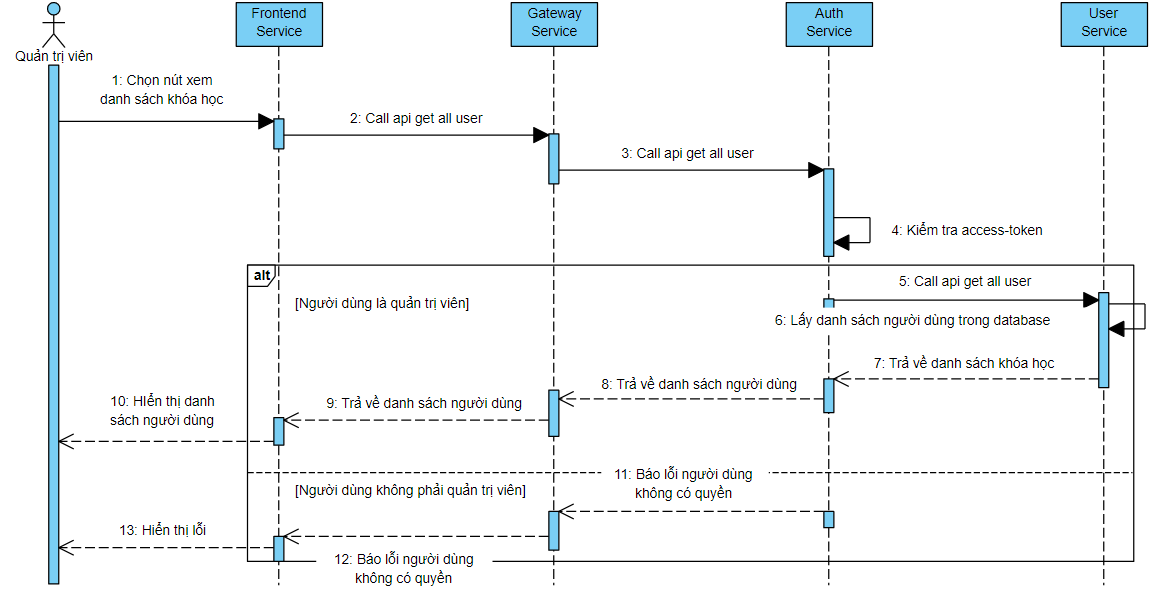 Frontend
Service
Gateway
Service
Auth
Service
User
Service
Quản trị viên
1: Chọn nút xem
danh sách khóa học
2: Call api get all user
3: Call api get all user
4: Kiểm tra access-token
alt
5: Call api get all user
[Người dùng là quản trị viên]
6: Lấy danh sách người dùng trong database
7: Trả về danh sách khóa học
8: Trả về danh sách người dùng
9: Trả về danh sách người dùng
10: HIển thị danh
sách người dùng
11: Báo lỗi người dùng
không có quyền
[Người dùng không phải quản trị viên]
13: Hiển thị lỗi
12: Báo lỗi người dùng
không có quyền